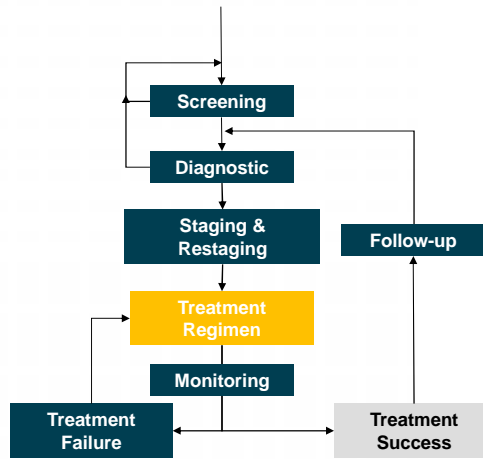 Screening
Diagnostic
Staging &
Restaging
Follow-up
Treatment
Regimen
Monitoring
Treatment
Failure
Treatment
Success